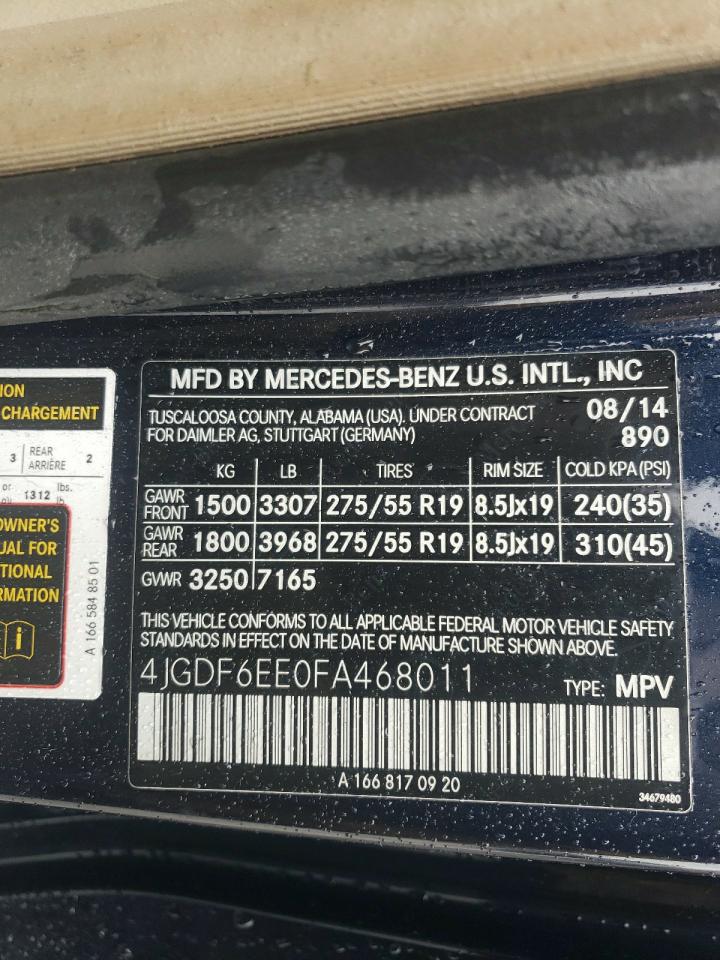 ION
CHARGEMENT
3 REAR ARRIÈRE 2
or 1312 lbs.
OWNER'S
UAL FOR
ITIONAL
RMATION
A 166 584 85 01
MFD BY MERCEDES-BENZ U.S. INTL., INC
TUSCALOOSA COUNTY, ALABAMA (USA). UNDER CONTRACT 08/14
FOR DAIMLER AG, STUTTGART (GERMANY) 890
KG LB TIRES RIM SIZE COLD KPA(PSI)
GAWR FRONT 1500 3307 275/55 R19 8.5Jx19 240(35)
GAWR REAR 1800 3968 275/55 R19 8.5Jx19 310(45)
GVWR 3250 7165
THIS VEHICLE CONFORMS TO ALL APPLICABLE FEDERAL MOTOR VEHICLE SAFETY
STANDARDS IN EFFECT ON THE DATE OF MANUFACTURE SHOWN ABOVE.
4JGDF6EE0FA468011 TYPE: MPV
A 166 817 09 20
34679480